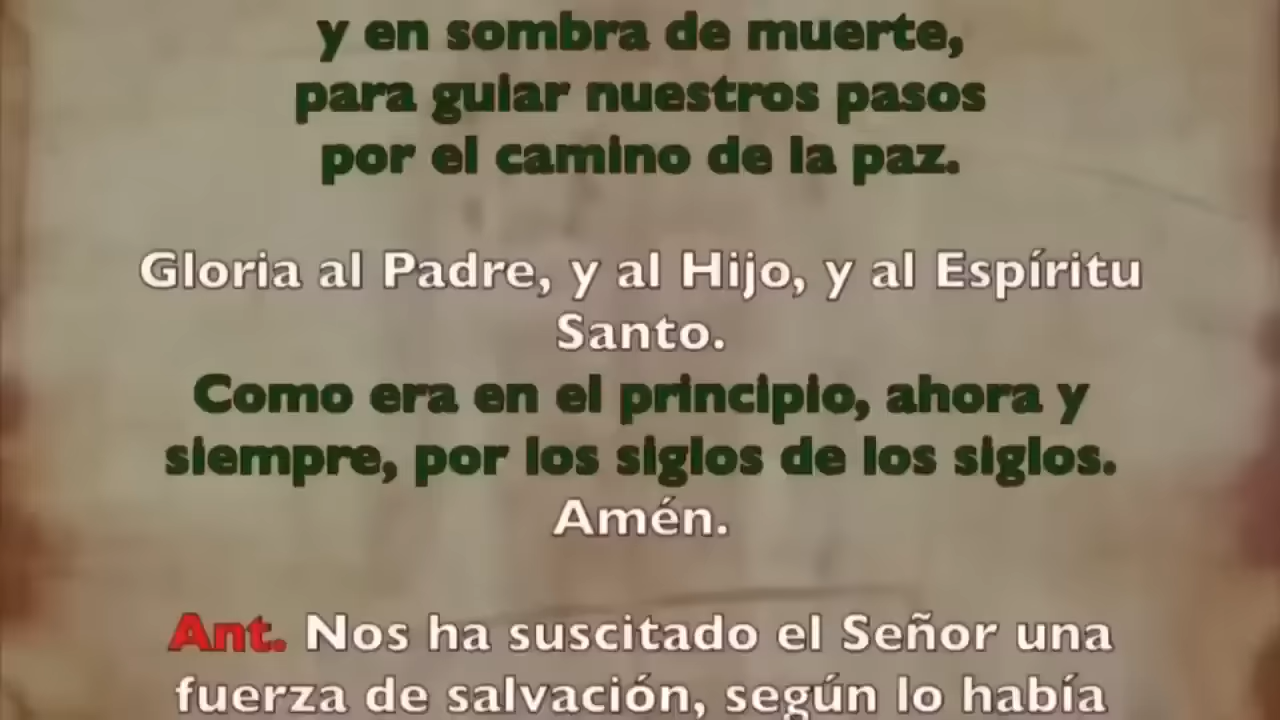 y en sombra de muerte,
para guiar nuestros pasos
por el camino de la paz.
Gloria al Padre, y al Hijo, y al Espíritu
Santo.
Como era en el principio, ahora y
siempre, por los siglos de los siglos.
Amén.
Ant. Nos ha suscitado el Señor una
fuerza de salvación, según lo había